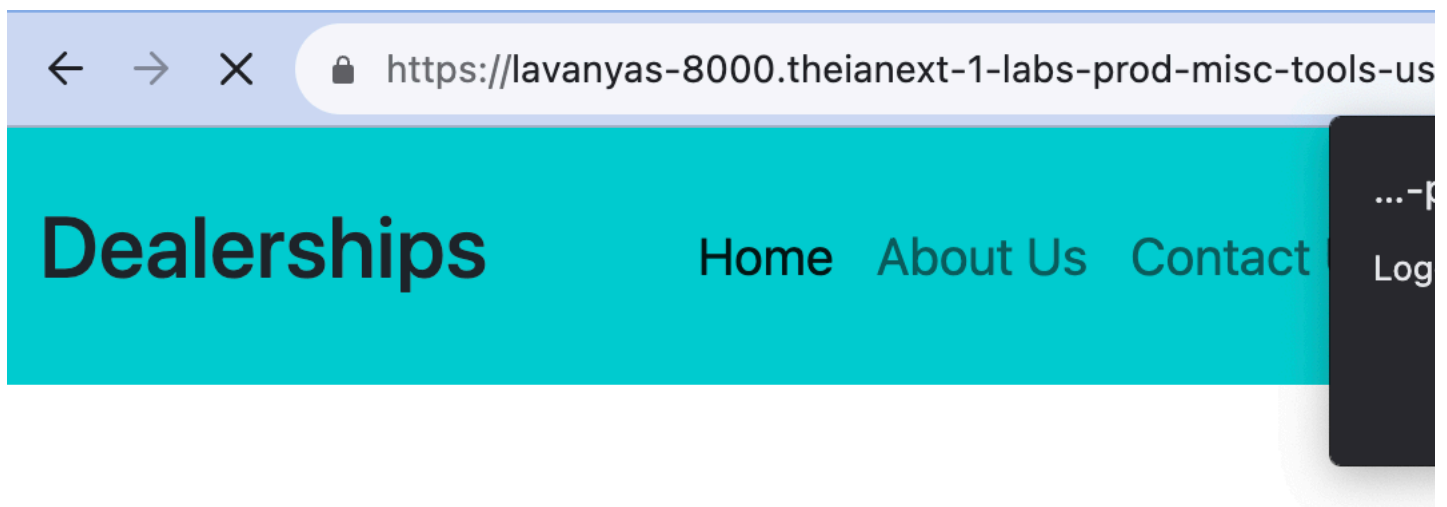 https://lavanyas-8000.theianext-1-labs-prod-misc-tools-us
...-p
Dealerships Home About Us Contact
Log